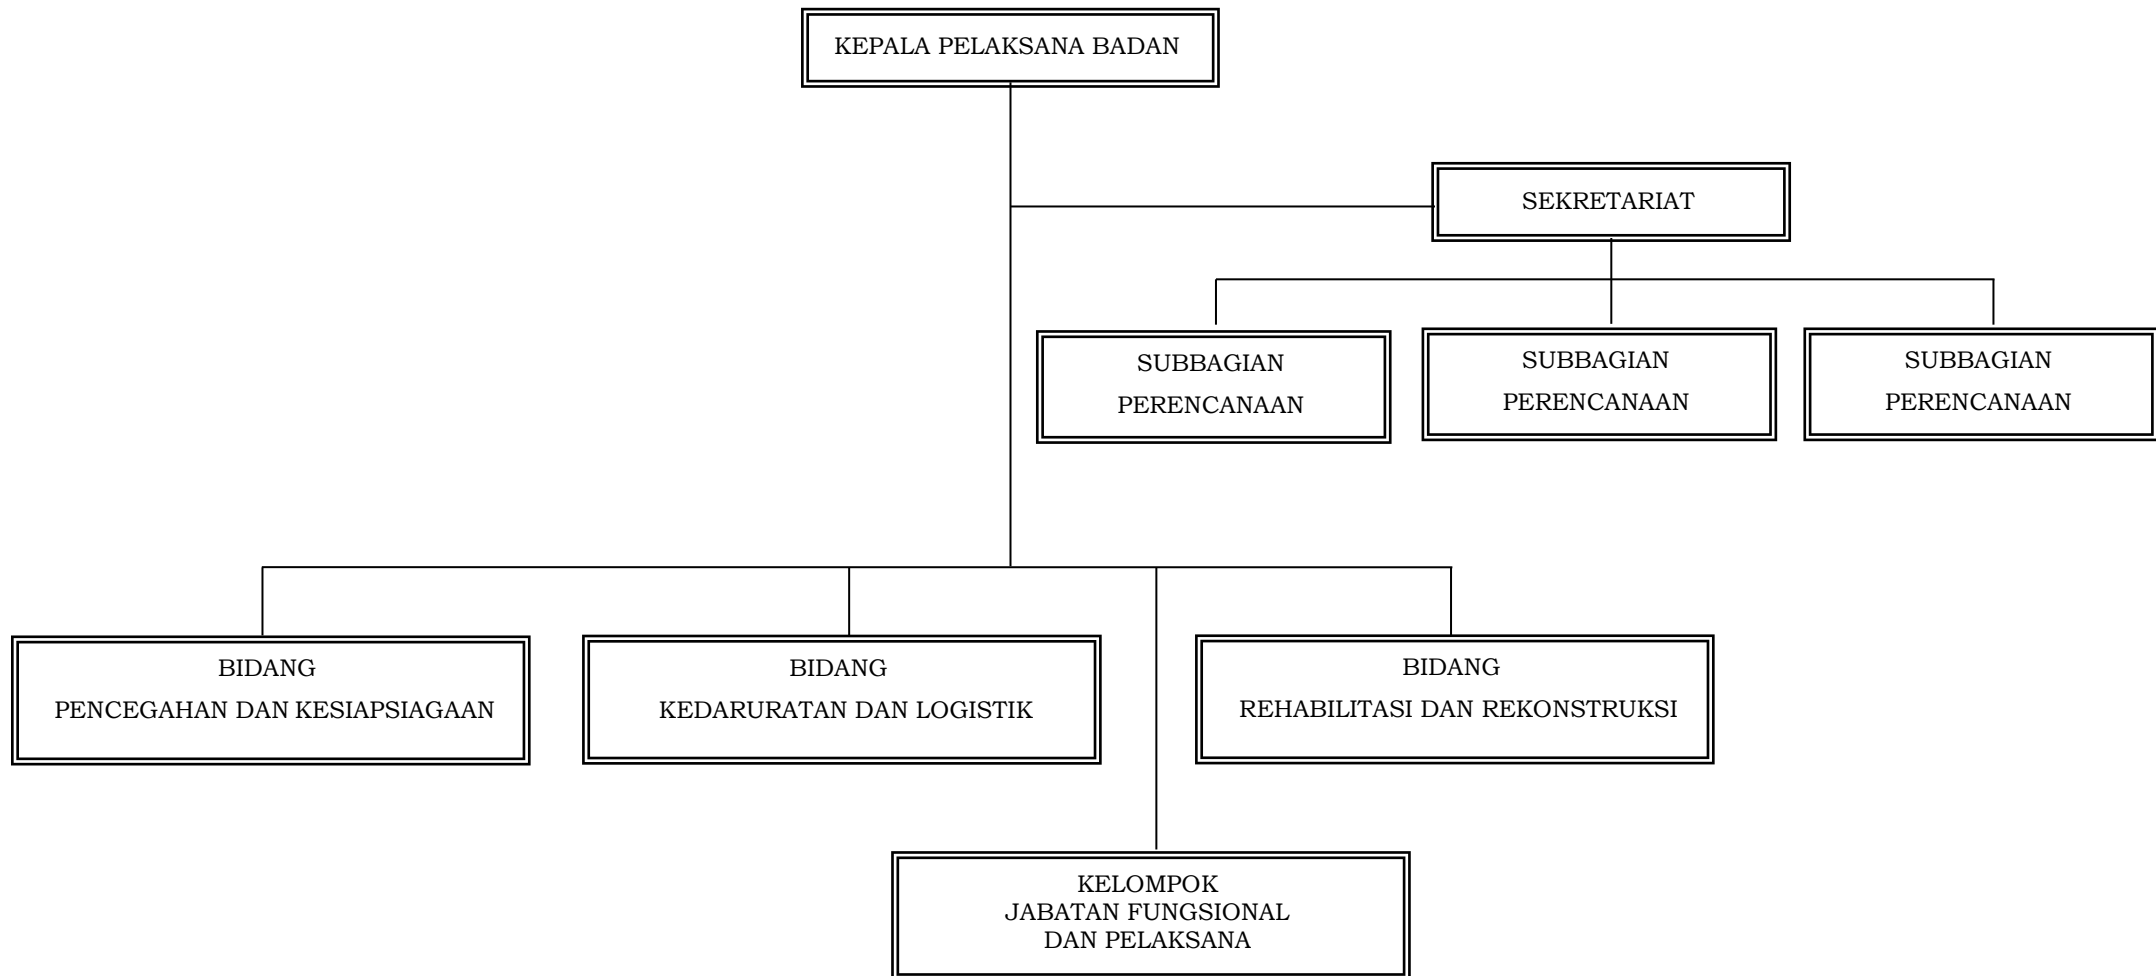 KEPALA PELAKSANA BADAN
SEKRETARIAT
SUBBAGIAN
PERENCANAAN
SUBBAGIAN
PERENCANAAN
SUBBAGIAN
PERENCANAAN
BIDANG
PENCEGAHAN DAN KESIAPSIAGAAN
BIDANG
KEDARURATAN DAN LOGISTIK
BIDANG
REHABILITASI DAN REKONSTRUKSI
KELOMPOK
JABATAN FUNGSIONAL
DAN PELAKSANA